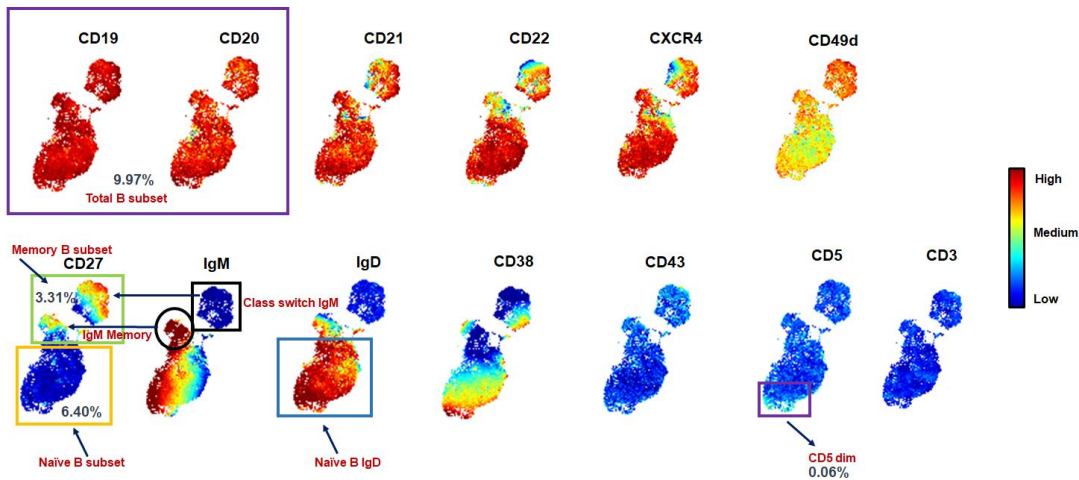 CD19
CD20
CD21
CD22
CXCR4
CD49d
9.97%
Total B subset
High
Medium
Low
Memory B subset
CD27
IgM
IgD
CD38
CD43
CD5
CD3
3.31%
Class switch IgM
IgM Memory
6.40%
Naïve B subset
Naïve B IgD
CD5 dim
0.06%